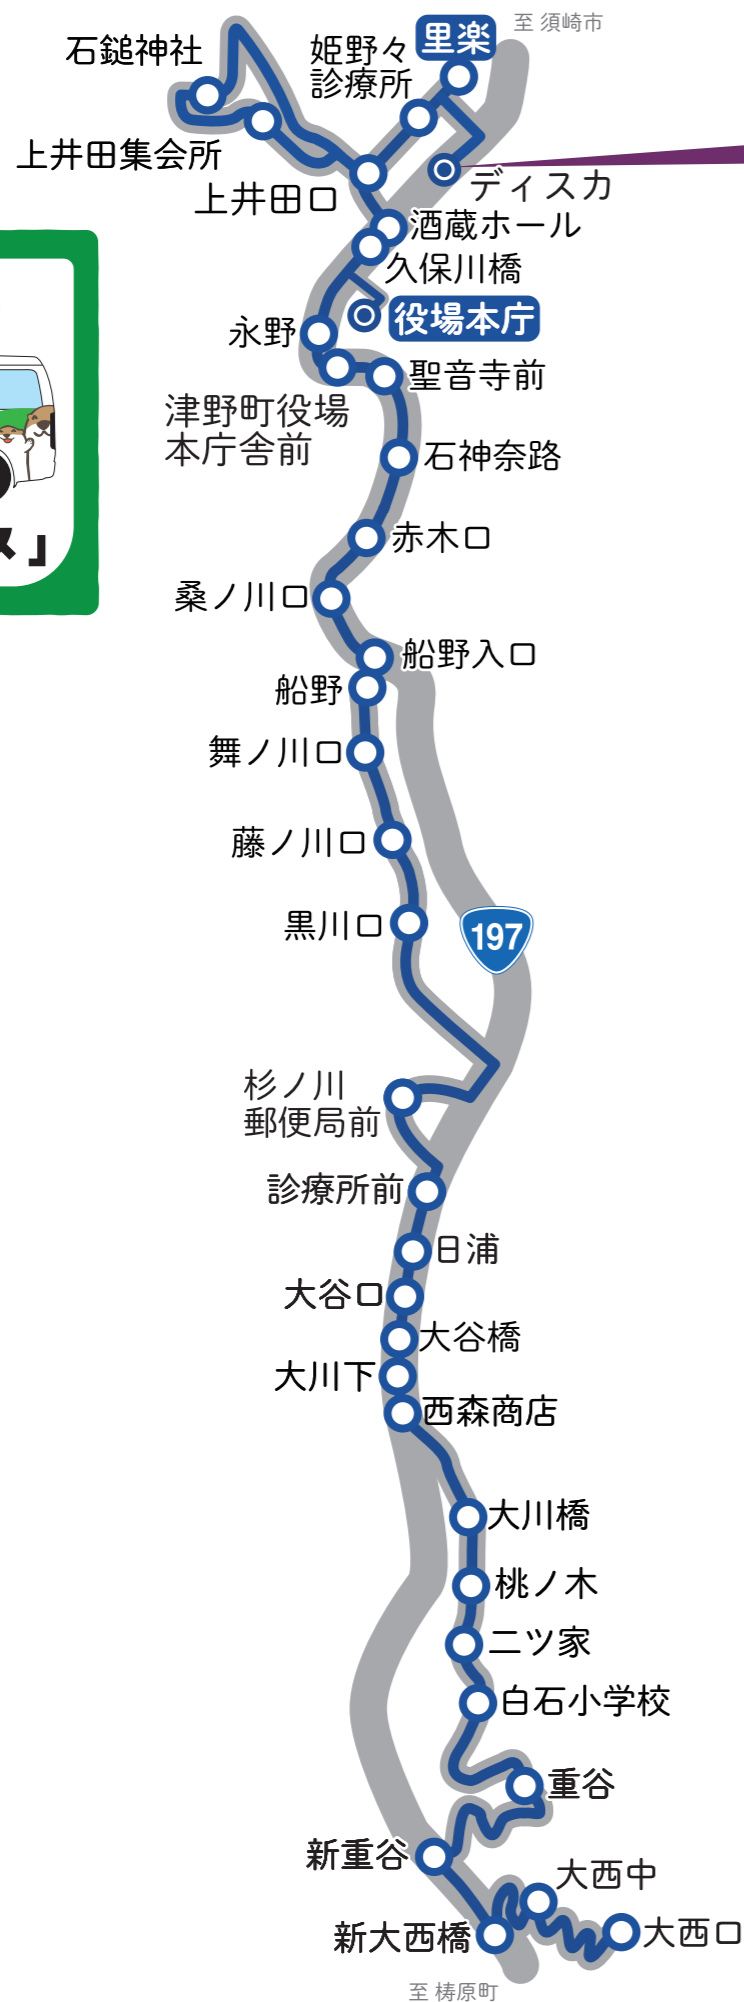 至 須崎市
里楽
姫野々
診療所
石鎚神社
上井田集会所
上井田口
ディスカ
酒蔵ホール
久保川橋
役場本庁
永野
聖音寺前
津野町役場
本庁舎前
石神奈路
赤木口
メ」
桑ノ川口
船野入口
船野
舞ノ川口
藤ノ川口
黒川口
197
杉ノ川
郵便局前
診療所前
日浦
大谷口
大谷橋
大川下
西森商店
大川橋
桃ノ木
二ツ家
白石小学校
重谷
新重谷
大西中
新大西橋
大西口
至 梼原町